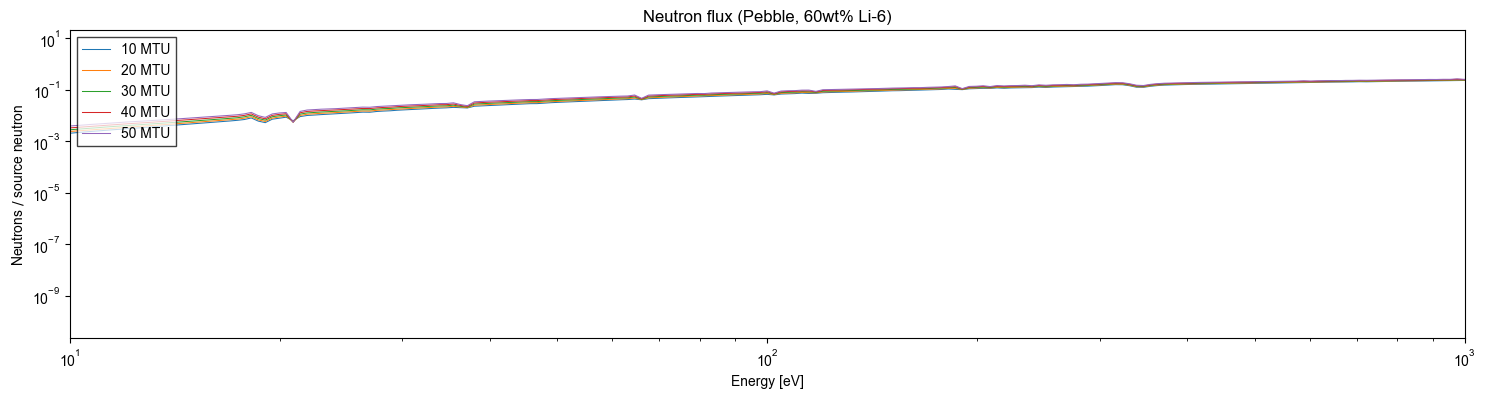 Neutron flux (Pebble, 60wt% Li-6)
10 MTU
20 MTU
30 MTU
40 MTU
50 MTU
Neutrons / source neutron
10¹
10⁻¹
10⁻³
10⁻⁵
10⁻⁷
10⁻⁹
10¹ 10² 10³
Energy [eV]